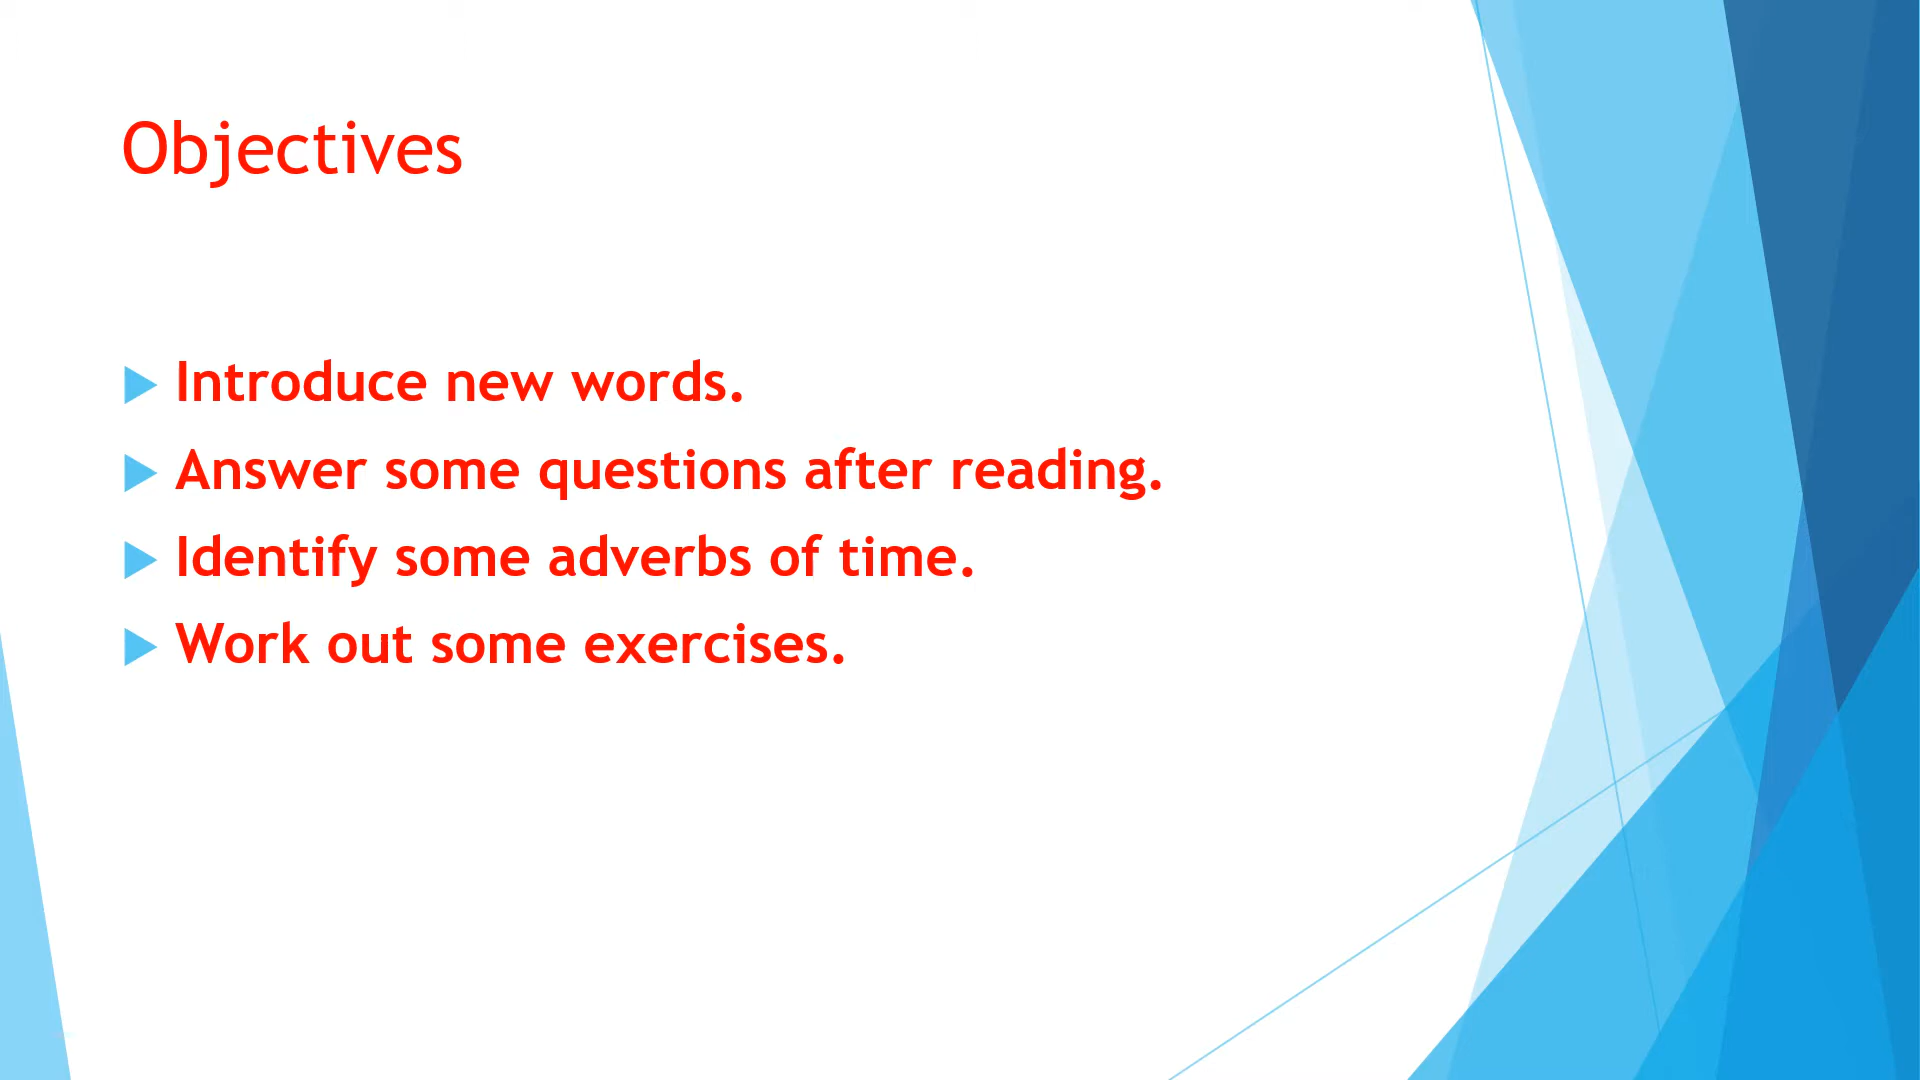 Objectives
Introduce new words.
Answer some questions after reading.
Identify some adverbs of time.
Work out some exercises.